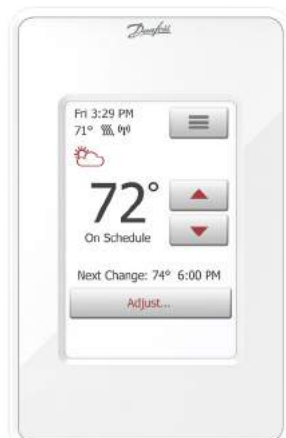 Danfoss
Fri 3:29 PM
71°
72°
On Schedule
Next Change: 74° 6:00 PM
Adjust...